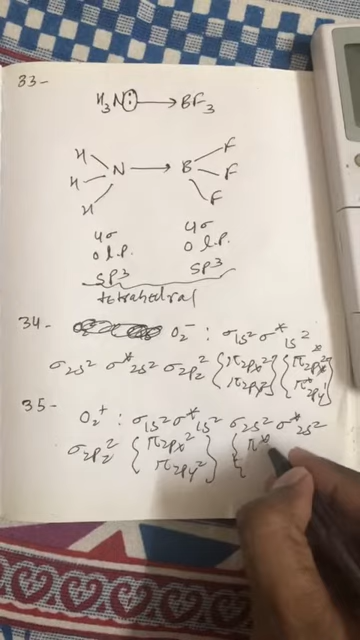 33-
H₃N: → BF₃
H F
H N → B F
H F
4σ 4σ
0 l.p. 0 l.p.
sp³ sp³
tetrahedral
34- O₂⁻ : σ1s² σ*1s²
σ2s² σ*2s² σ2pz² {π2px² π2py²} {π*2px² π*2py¹}
35-
O₂⁺ : σ1s² σ*1s² σ2s² σ*2s²
σ2pz² {π2px² π2py²} {π*